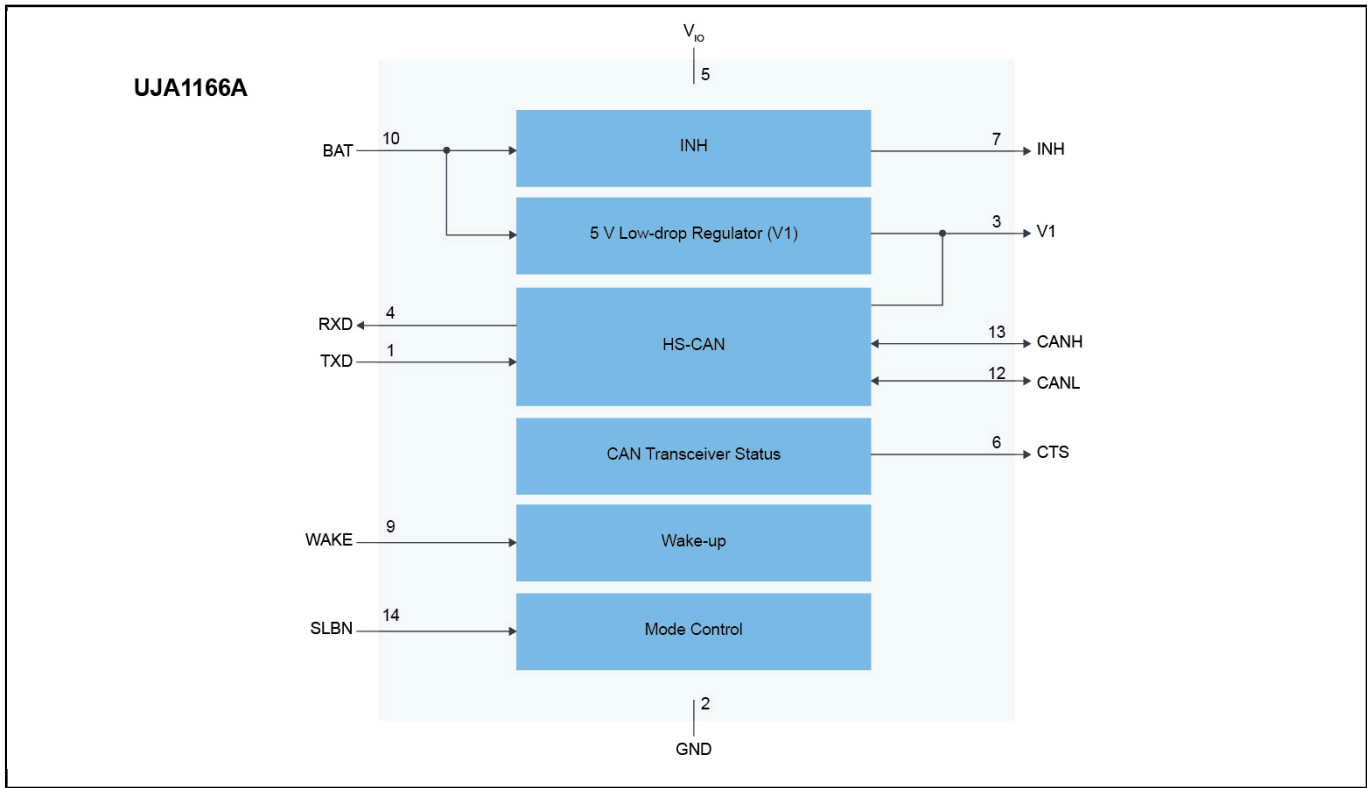 V_IO
5
UJA1166A
BAT 10 INH 7 INH
5 V Low-drop Regulator (V1) 3 V1
RXD 4
TXD 1
HS-CAN
13 CANH
12 CANL
CAN Transceiver Status 6 CTS
WAKE 9 Wake-up
SLBN 14 Mode Control
2
GND